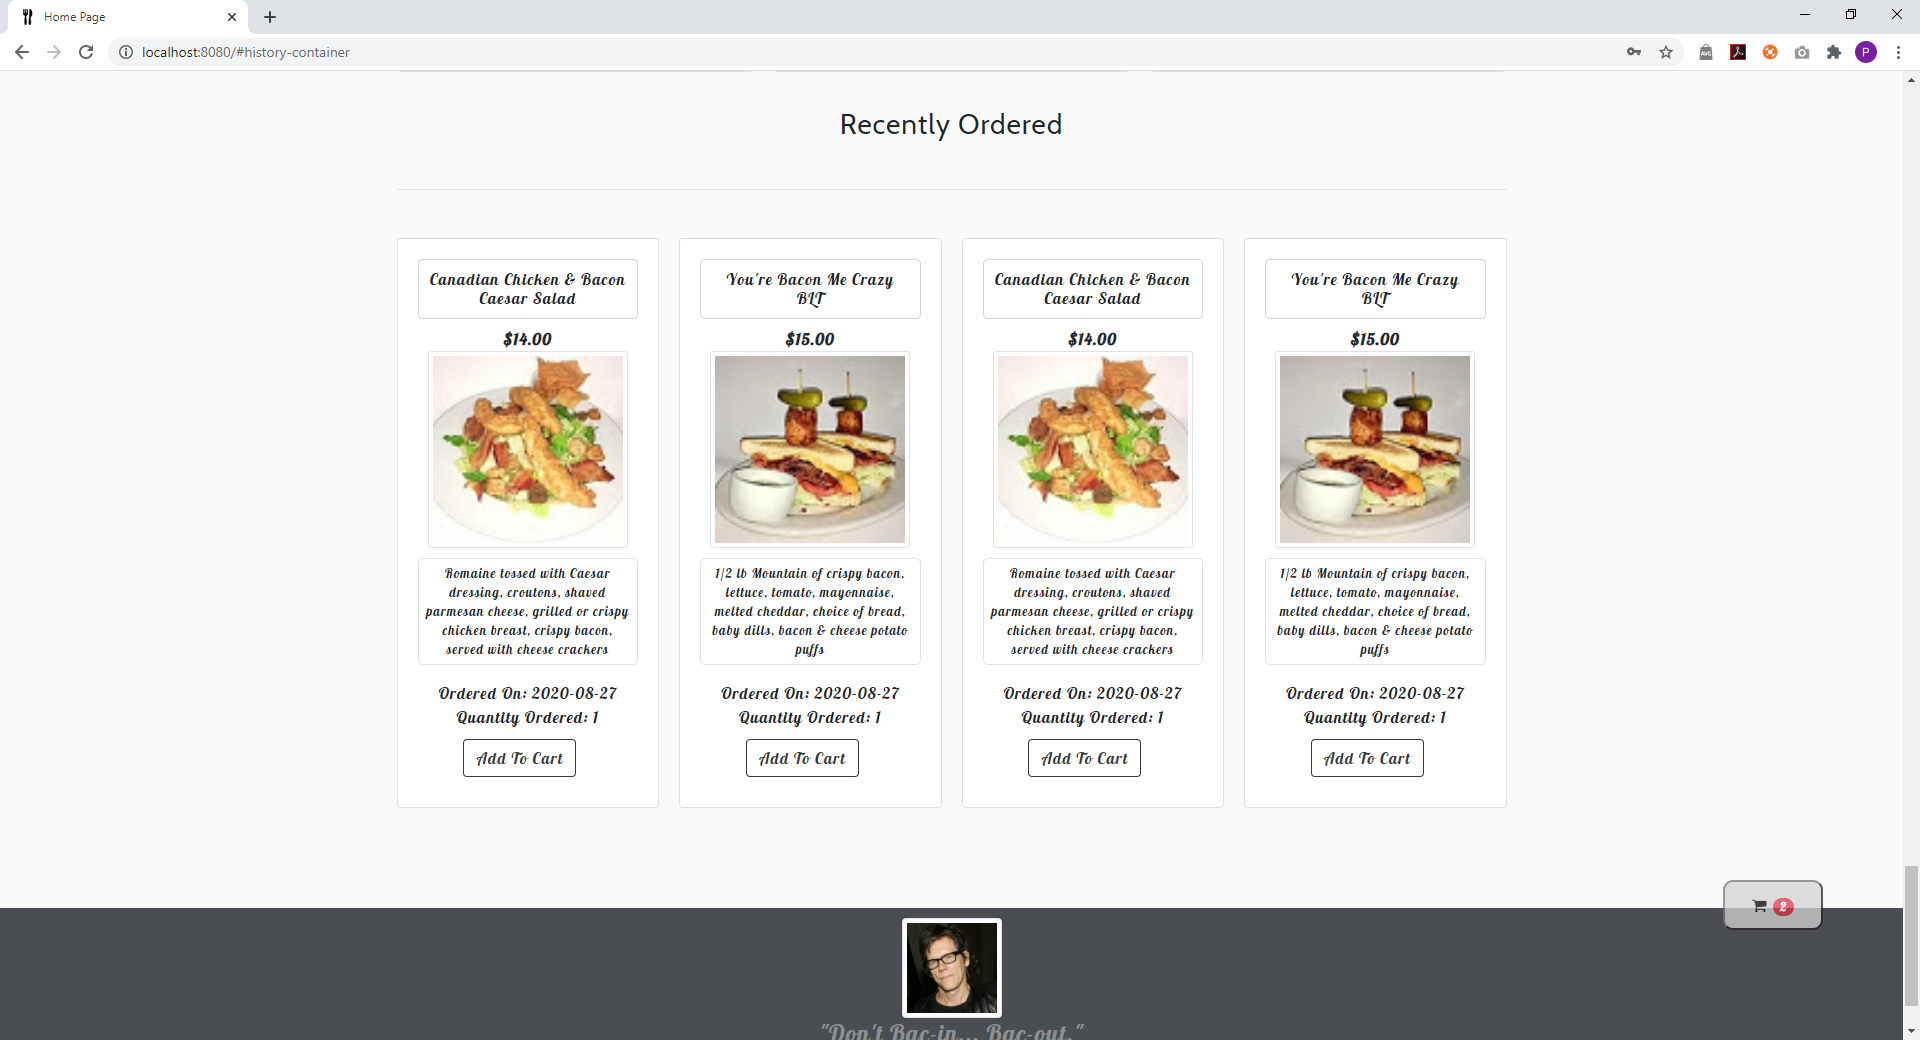 Home Page
localhost:8080/#history-container
P
Recently Ordered
Canadian Chicken & Bacon
Caesar Salad
$14.00
Romaine tossed with Caesar
dressing, croutons, shaved
parmesan cheese, grilled or crispy
chicken breast, crispy bacon,
served with cheese crackers
Ordered On: 2020-08-27
Quantity Ordered: 1
Add To Cart
You're Bacon Me Crazy
BLT
$15.00
1/2 lb Mountain of crispy bacon,
lettuce, tomato, mayonnaise,
melted cheddar, choice of bread,
baby dills, bacon & cheese potato
puffs
Ordered On: 2020-08-27
Quantity Ordered: 1
Add To Cart
Canadian Chicken & Bacon
Caesar Salad
$14.00
Romaine tossed with Caesar
dressing, croutons, shaved
parmesan cheese, grilled or crispy
chicken breast, crispy bacon,
served with cheese crackers
Ordered On: 2020-08-27
Quantity Ordered: 1
Add To Cart
You're Bacon Me Crazy
BLT
$15.00
1/2 lb Mountain of crispy bacon,
lettuce, tomato, mayonnaise,
melted cheddar, choice of bread,
baby dills, bacon & cheese potato
puffs
Ordered On: 2020-08-27
Quantity Ordered: 1
Add To Cart
2
"Don't Bac-in... Bac-out."